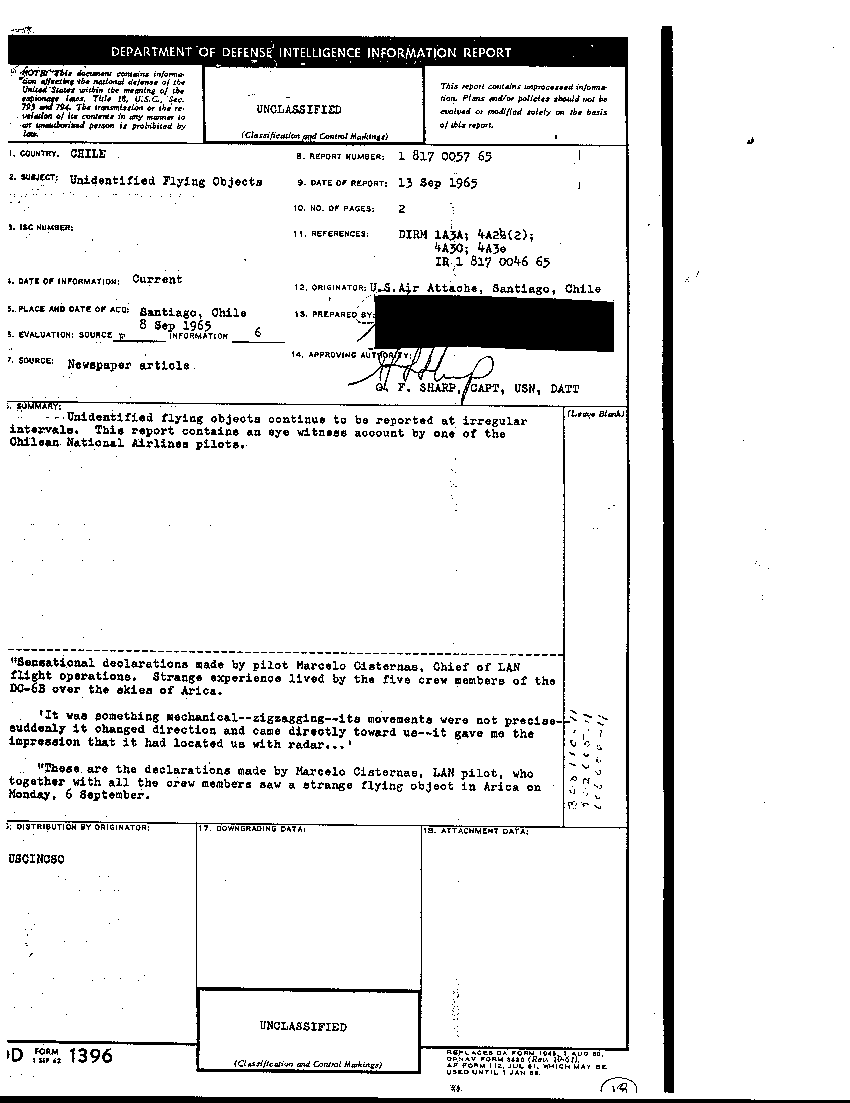 DEPARTMENT OF DEFENSE INTELLIGENCE INFORMATION REPORT
NOTE: This document contains informa-
tion affecting the national defense of the
United States within the meaning of the
espionage laws, Title 18, U.S.C., Sec.
793 and 794. The transmission or the re-
velation of its contents in any manner to
an unauthorized person is prohibited by
law.
UNCLASSIFIED
(Classification and Control Markings)
This report contains unprocessed informa-
tion. Plans and/or policies should not be
evolved or modified solely on the basis
of this report.
1. COUNTRY: CHILE
8. REPORT NUMBER: 1 817 0057 65
2. SUBJECT: Unidentified Flying Objects
9. DATE OF REPORT: 13 Sep 1965
10. NO. OF PAGES: 2
3. ISC NUMBER:
11. REFERENCES: DIRM 1A3A; 4A2h(2);
4A30; 4A3e
IR 1 817 0046 65
4. DATE OF INFORMATION: Current
12. ORIGINATOR: U.S.Air Attache, Santiago, Chile
5. PLACE AND DATE OF ACQ: Santiago, Chile
8 Sep 1965
13. PREPARED BY:
6. EVALUATION: SOURCE INFORMATION 6
14. APPROVING AUTHORITY:
7. SOURCE: Newspaper article
F. SHARP, CAPT, USN, DATT
SUMMARY:
(Leave Blank)
Unidentified flying objects continue to be reported at irregular
intervals. This report contains an eye witness account by one of the
Chilean National Airlines pilots.
"Sensational declarations made by pilot Marcelo Cisternas, Chief of LAN
flight operations. Strange experience lived by the five crew members of the
DC-6B over the skies of Arica.
'It was something mechanical--zigzagging--its movements were not precise--
suddenly it changed direction and came directly toward us--it gave me the
impression that it had located us with radar...'
"These are the declarations made by Marcelo Cisternas, LAN pilot, who
together with all the crew members saw a strange flying object in Arica on
Monday, 6 September.
DISTRIBUTION BY ORIGINATOR:
17. DOWNGRADING DATA:
18. ATTACHMENT DATA:
USCINCSO
UNCLASSIFIED
(Classification and Control Markings)
DD FORM 1 SEP 62 1396
REPLACES DA FORM 1048, 1 AUG 60,
OPNAV FORM 3820 (Rev. 10-61),
AF FORM 112, JUL 61, WHICH MAY BE
USED UNTIL 1 JAN 63.